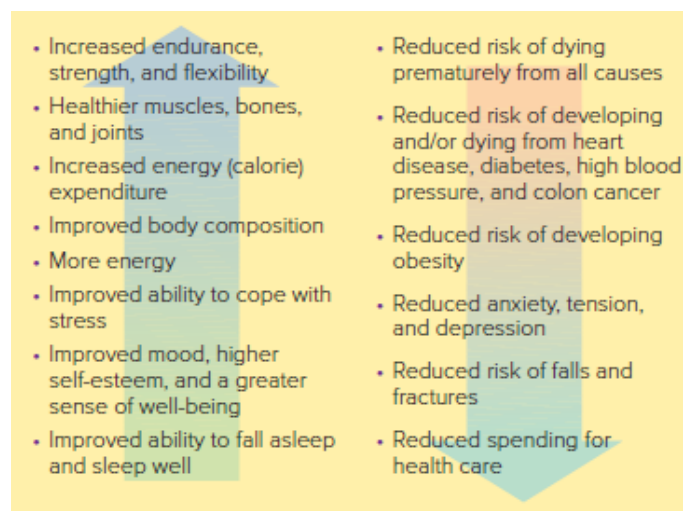 • Increased endurance,
strength, and flexibility
• Healthier muscles, bones,
and joints
• Increased energy (calorie)
expenditure
• Improved body composition
• More energy
• Improved ability to cope with
stress
• Improved mood, higher
self-esteem, and a greater
sense of well-being
• Improved ability to fall asleep
and sleep well
• Reduced risk of dying
prematurely from all causes
• Reduced risk of developing
and/or dying from heart
disease, diabetes, high blood
pressure, and colon cancer
• Reduced risk of developing
obesity
• Reduced anxiety, tension,
and depression
• Reduced risk of falls and
fractures
• Reduced spending for
health care